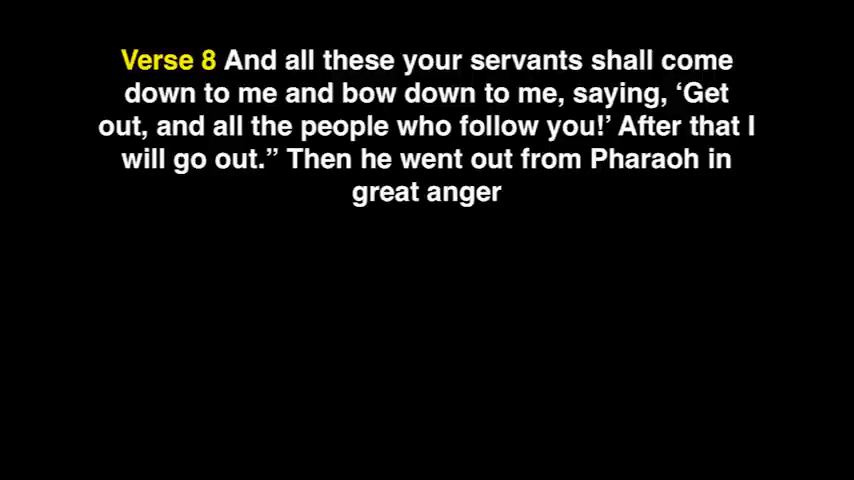 Verse 8 And all these your servants shall come
down to me and bow down to me, saying, ‘Get
out, and all the people who follow you!’ After that I
will go out.” Then he went out from Pharaoh in
great anger